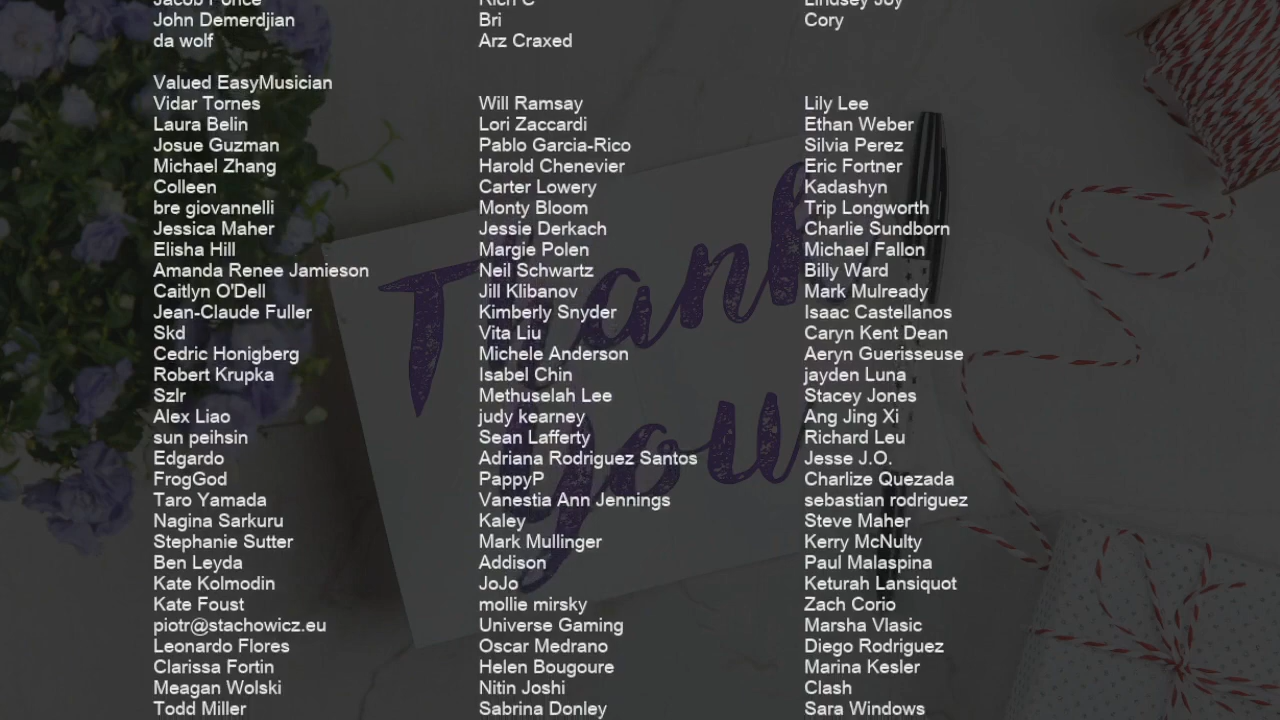 Jacob Ponce
Rich C
Lindsey Joy
John Demerdjian
Bri
Cory
da wolf
Arz Craxed
Valued EasyMusician
Vidar Tornes
Will Ramsay
Lily Lee
Laura Belin
Lori Zaccardi
Ethan Weber
Josue Guzman
Pablo Garcia-Rico
Silvia Perez
Michael Zhang
Harold Chenevier
Eric Fortner
Colleen
Carter Lowery
Kadashyn
bre giovannelli
Monty Bloom
Trip Longworth
Jessica Maher
Jessie Derkach
Charlie Sundborn
Elisha Hill
Margie Polen
Michael Fallon
Amanda Renee Jamieson
Neil Schwartz
Billy Ward
Caitlyn O'Dell
Jill Klibanov
Mark Mulready
Jean-Claude Fuller
Kimberly Snyder
Isaac Castellanos
Skd
Vita Liu
Caryn Kent Dean
Cedric Honigberg
Michele Anderson
Aeryn Guerisseuse
Robert Krupka
Isabel Chin
jayden Luna
Szlr
Methuselah Lee
Stacey Jones
Alex Liao
judy kearney
Ang Jing Xi
sun peihsin
Sean Lafferty
Richard Leu
Edgardo
Adriana Rodriguez Santos
Jesse J.O.
FrogGod
PappyP
Charlize Quezada
Taro Yamada
Vanestia Ann Jennings
sebastian rodriguez
Nagina Sarkuru
Kaley
Steve Maher
Stephanie Sutter
Mark Mullinger
Kerry McNulty
Ben Leyda
Addison
Paul Malaspina
Kate Kolmodin
JoJo
Keturah Lansiquot
Kate Foust
mollie mirsky
Zach Corio
piotr@stachowicz.eu
Universe Gaming
Marsha Vlasic
Leonardo Flores
Oscar Medrano
Diego Rodriguez
Clarissa Fortin
Helen Bougoure
Marina Kesler
Meagan Wolski
Nitin Joshi
Clash
Todd Miller
Sabrina Donley
Sara Windows
Thank
you